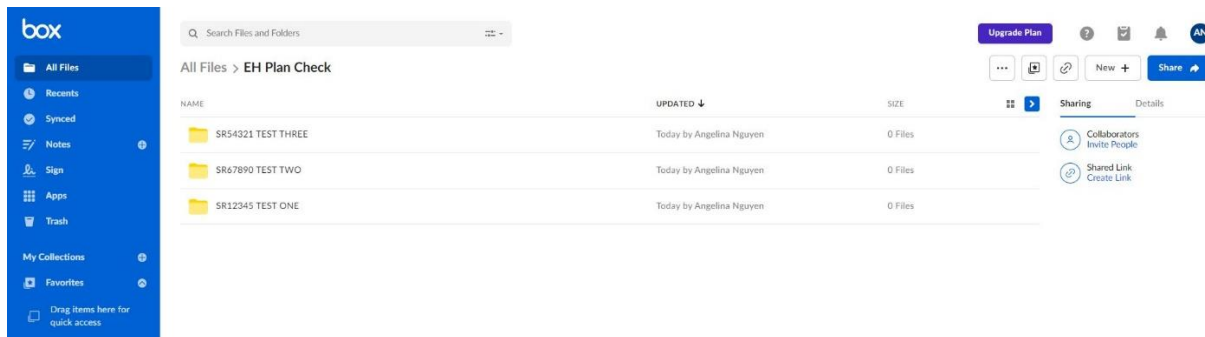 box
All Files
Recents
Synced
Notes
Sign
Apps
Trash
My Collections
Favorites
Drag items here for
quick access
Search Files and Folders
Upgrade Plan
AN
All Files > EH Plan Check
New +
Share
NAME
UPDATED ↓
SIZE
SR54321 TEST THREE
Today by Angelina Nguyen
0 Files
SR67890 TEST TWO
Today by Angelina Nguyen
0 Files
SR12345 TEST ONE
Today by Angelina Nguyen
0 Files
Sharing
Details
Collaborators
Invite People
Shared Link
Create Link